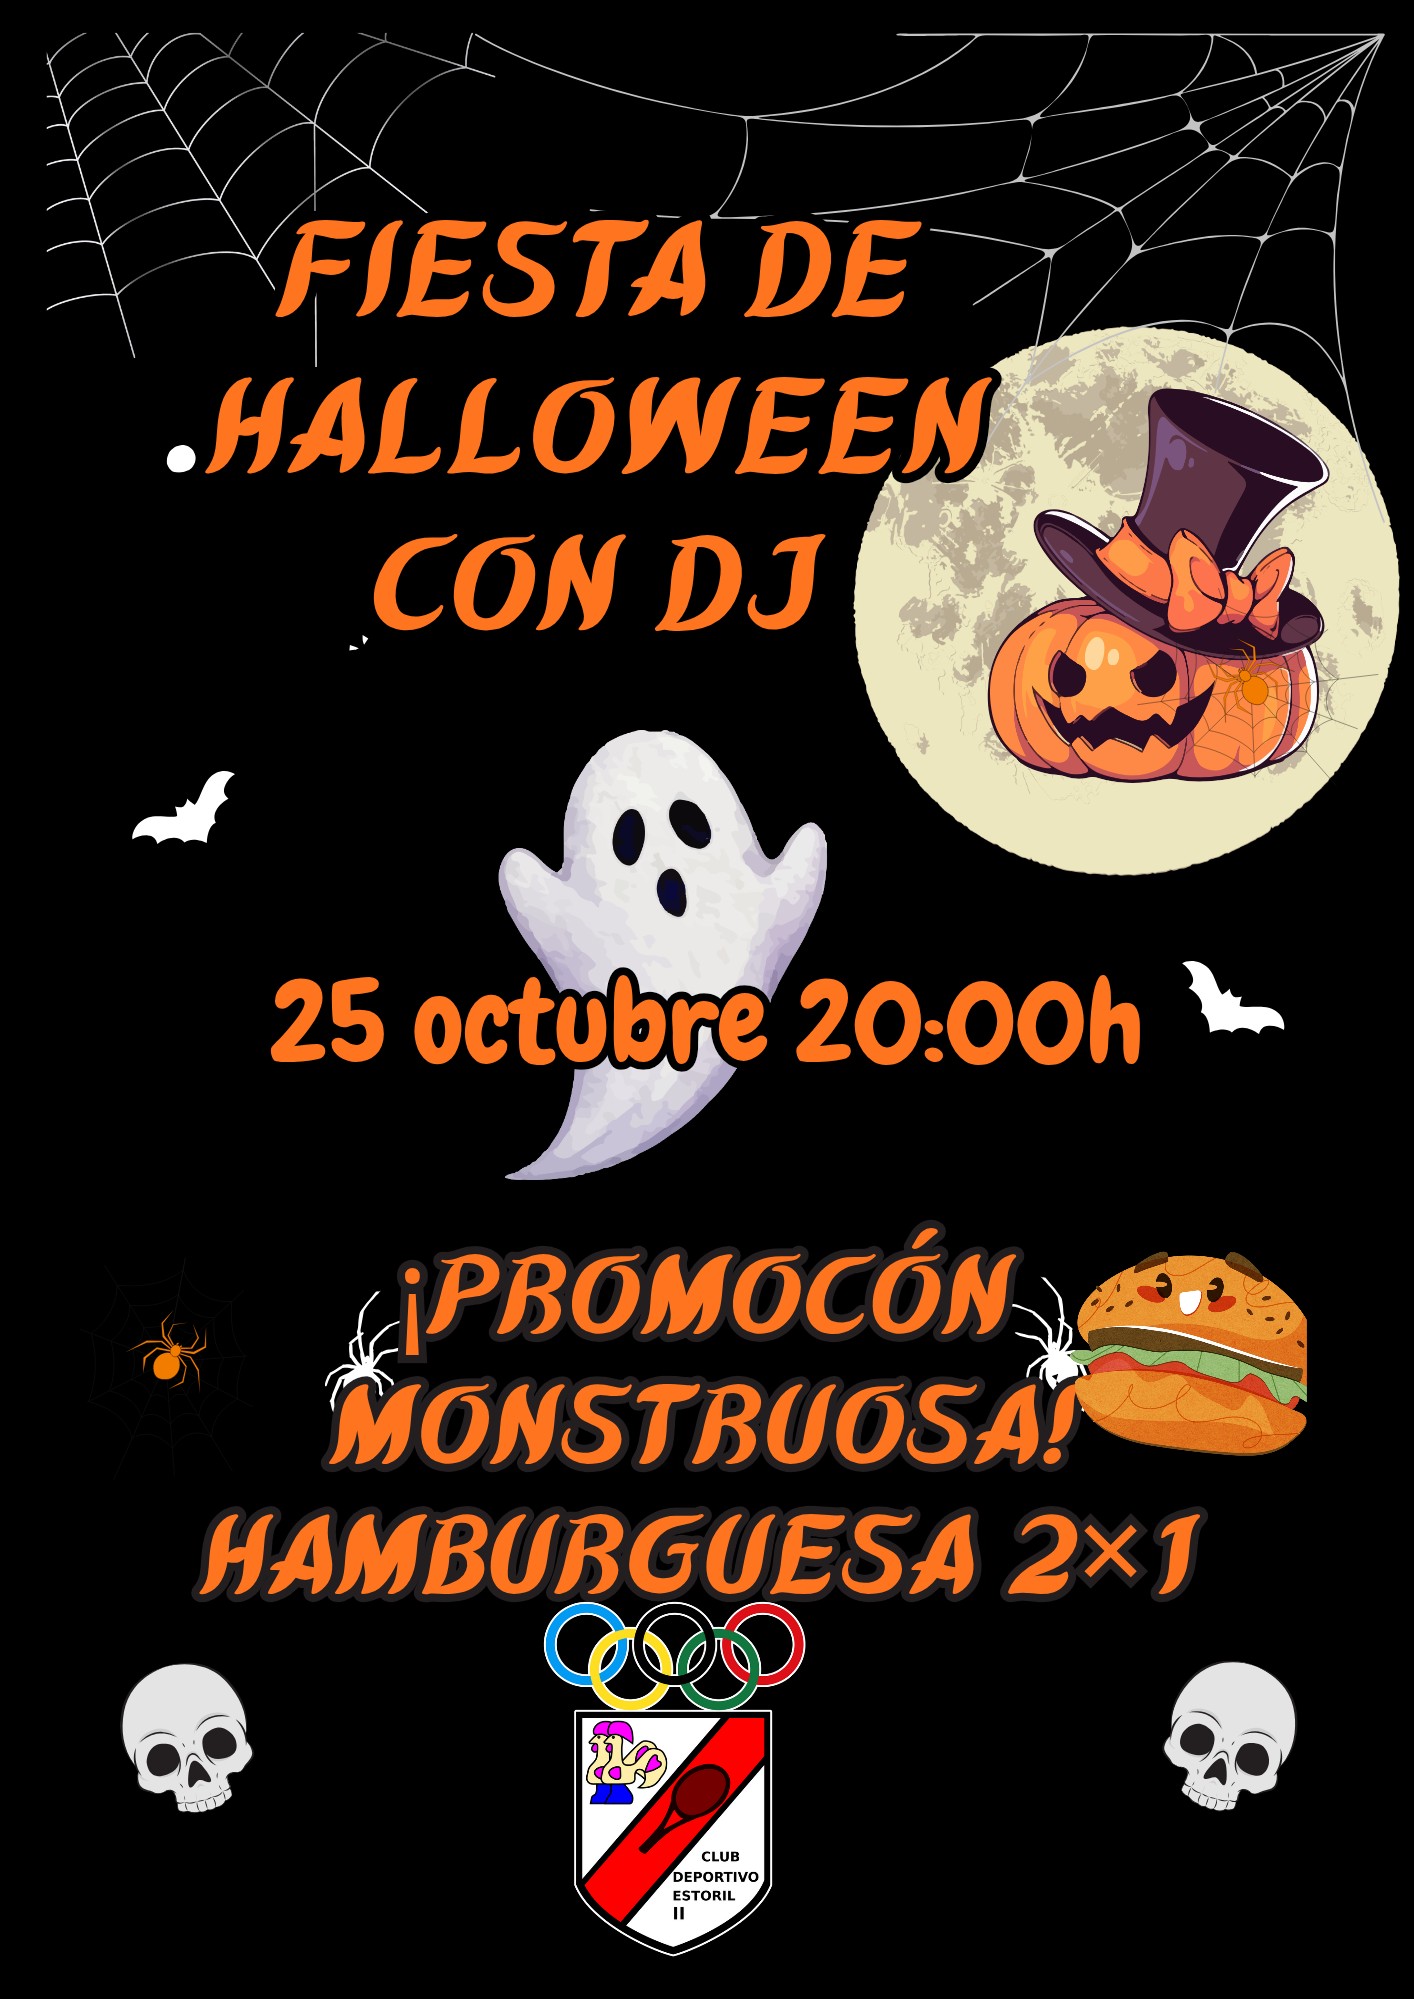 FIESTA DE
HALLOWEEN
CON DJ
25 octubre 20:00h
¡PROMOCÓN
MONSTRUOSA!
HAMBURGUESA 2×1
CLUB
DEPORTIVO
ESTORIL
II